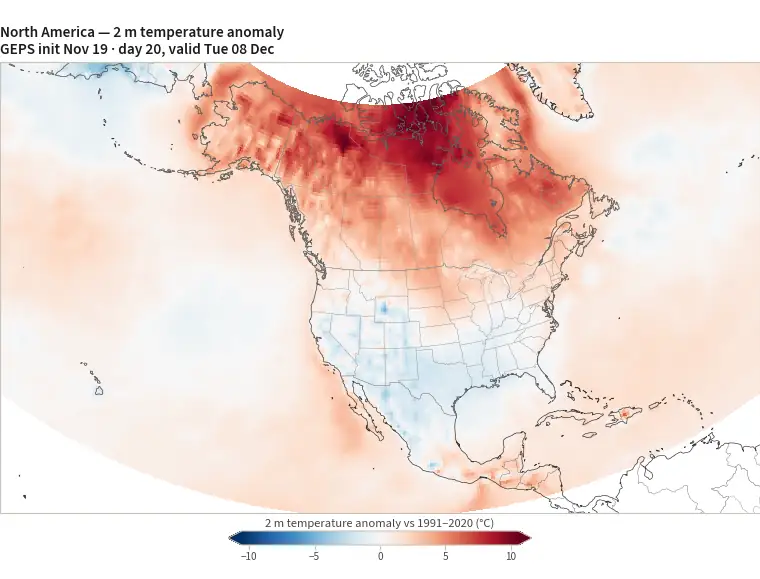 North America — 2 m temperature anomaly
GEPS init Nov 19 · day 20, valid Tue 08 Dec
2 m temperature anomaly vs 1991–2020 (°C)
−10 −5 0 5 10